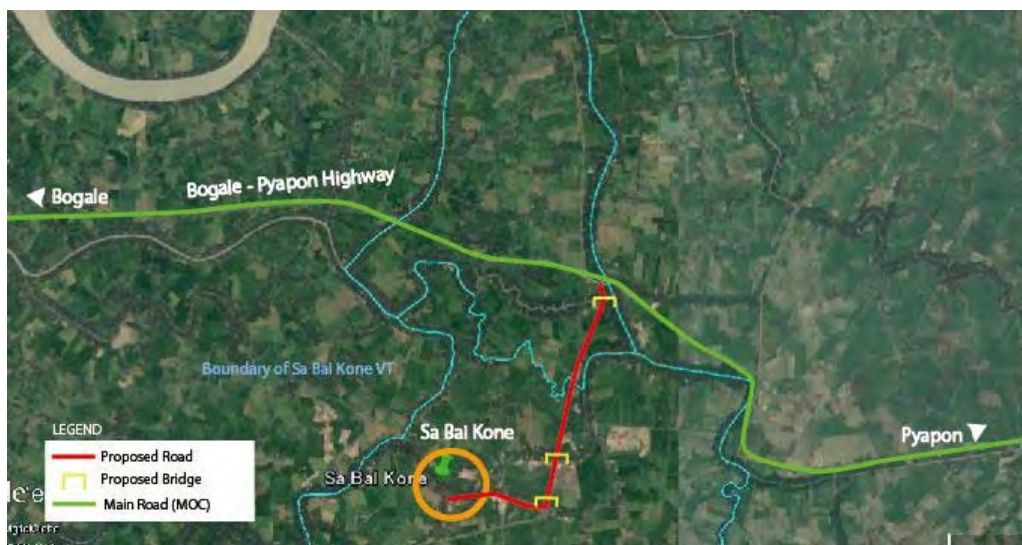 Bogale
Bogale - Pyapon Highway
Boundary of Sa Bai Kone VT
Sa Bai Kone
Sa Bai Kone
Pyapon
LEGEND
Proposed Road
Proposed Bridge
Main Road (MOC)